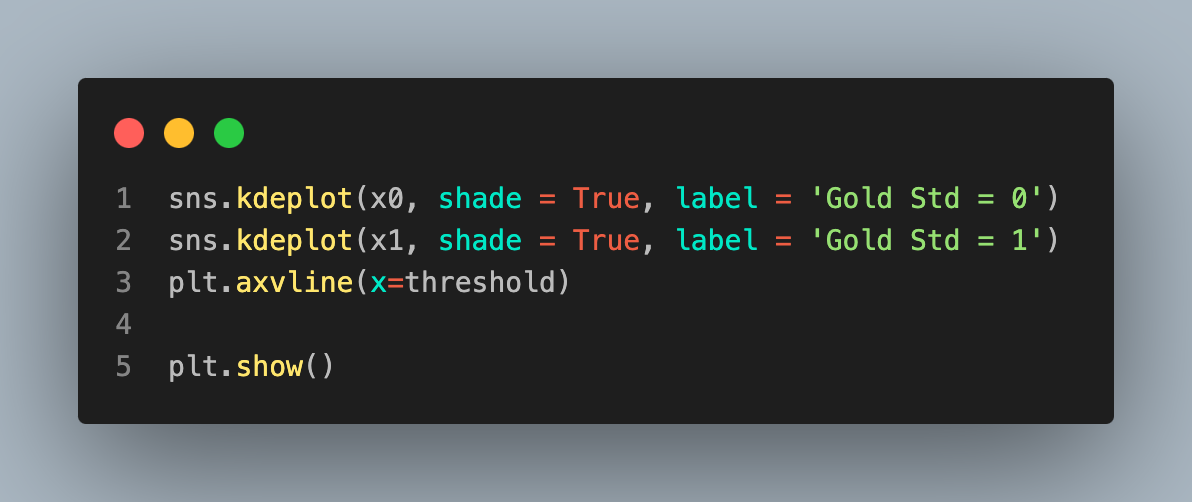 1 sns.kdeplot(x0, shade = True, label = 'Gold Std = 0')
2 sns.kdeplot(x1, shade = True, label = 'Gold Std = 1')
3 plt.axvline(x=threshold)
4
5 plt.show()